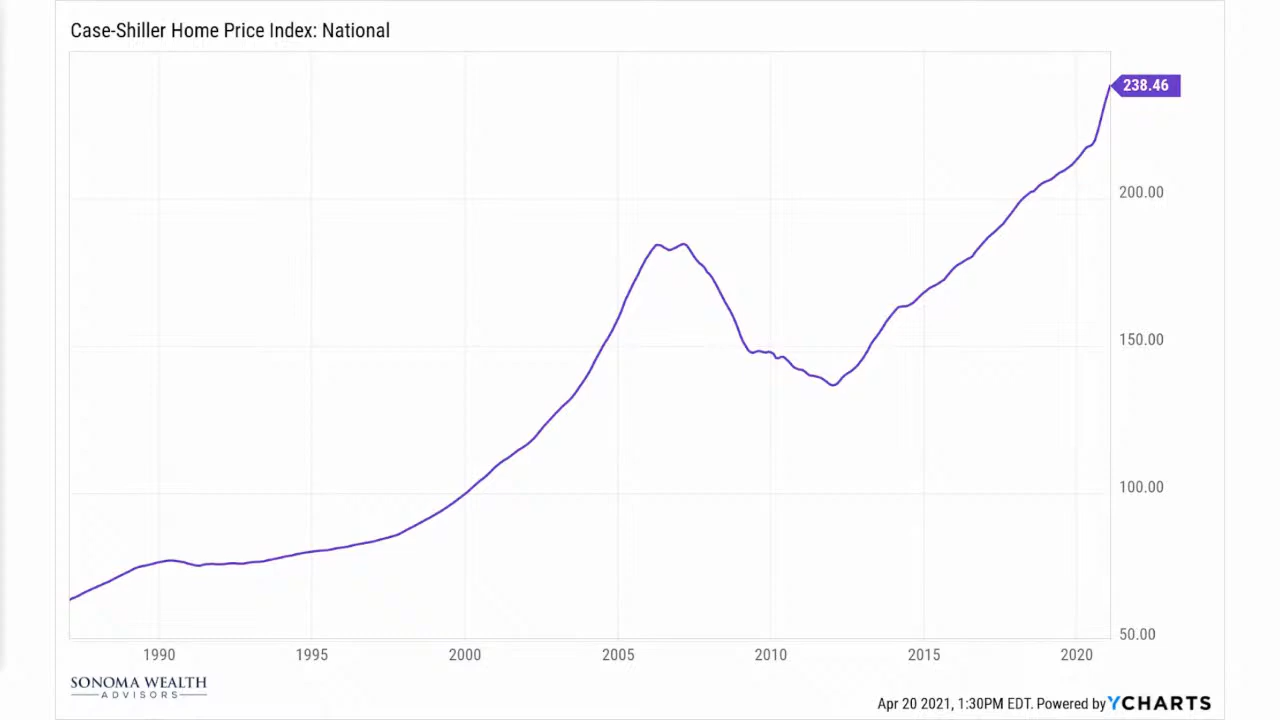 Case-Shiller Home Price Index: National
238.46
200.00
150.00
100.00
50.00
1990 1995 2000 2005 2010 2015 2020
SONOMA WEALTH
ADVISORS
Apr 20 2021, 1:30PM EDT. Powered by YCHARTS